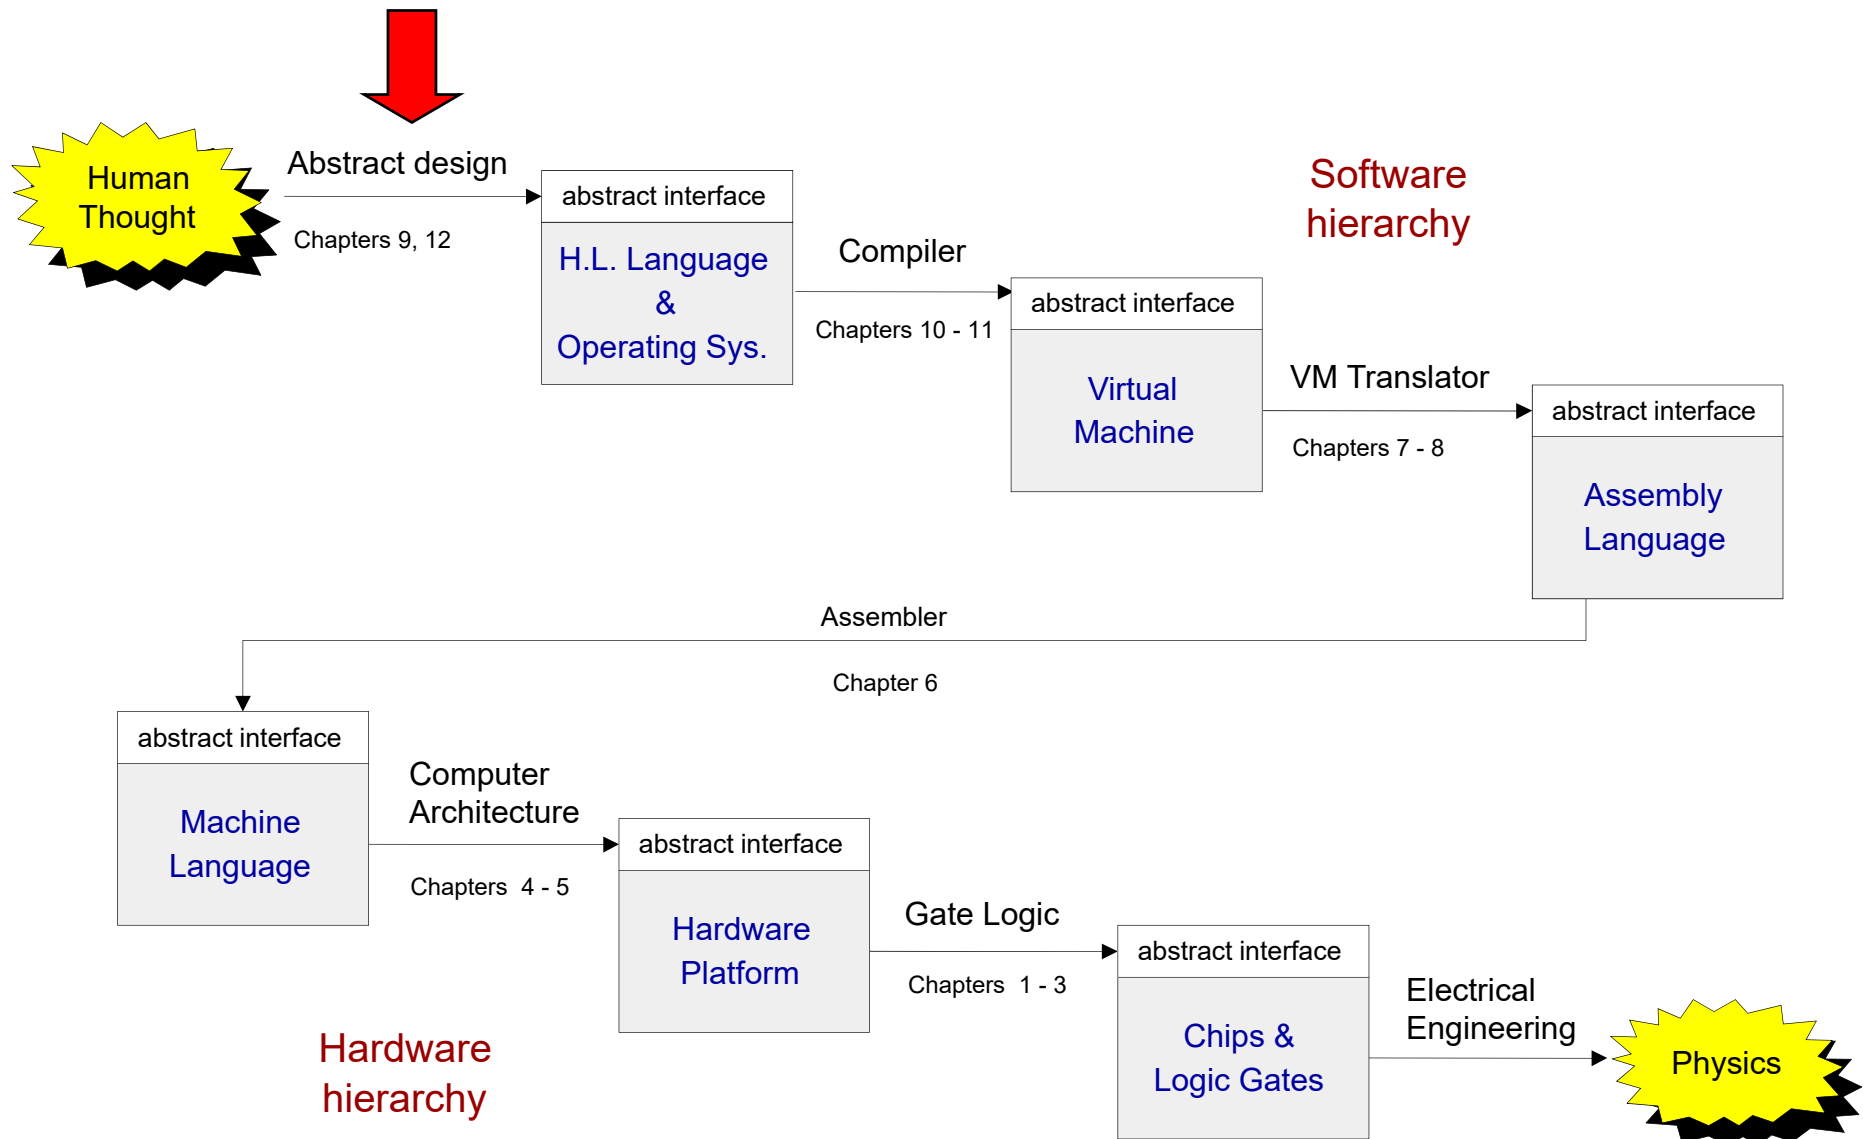 Human
Thought
Abstract design
Chapters 9, 12
abstract interface
H.L. Language
&
Operating Sys.
Compiler
Chapters 10 - 11
abstract interface
Virtual
Machine
Software
hierarchy
VM Translator
Chapters 7 - 8
abstract interface
Assembly
Language
Assembler
Chapter 6
abstract interface
Machine
Language
Computer
Architecture
Chapters 4 - 5
abstract interface
Hardware
Platform
Gate Logic
Chapters 1 - 3
abstract interface
Chips &
Logic Gates
Electrical
Engineering
Physics
Hardware
hierarchy